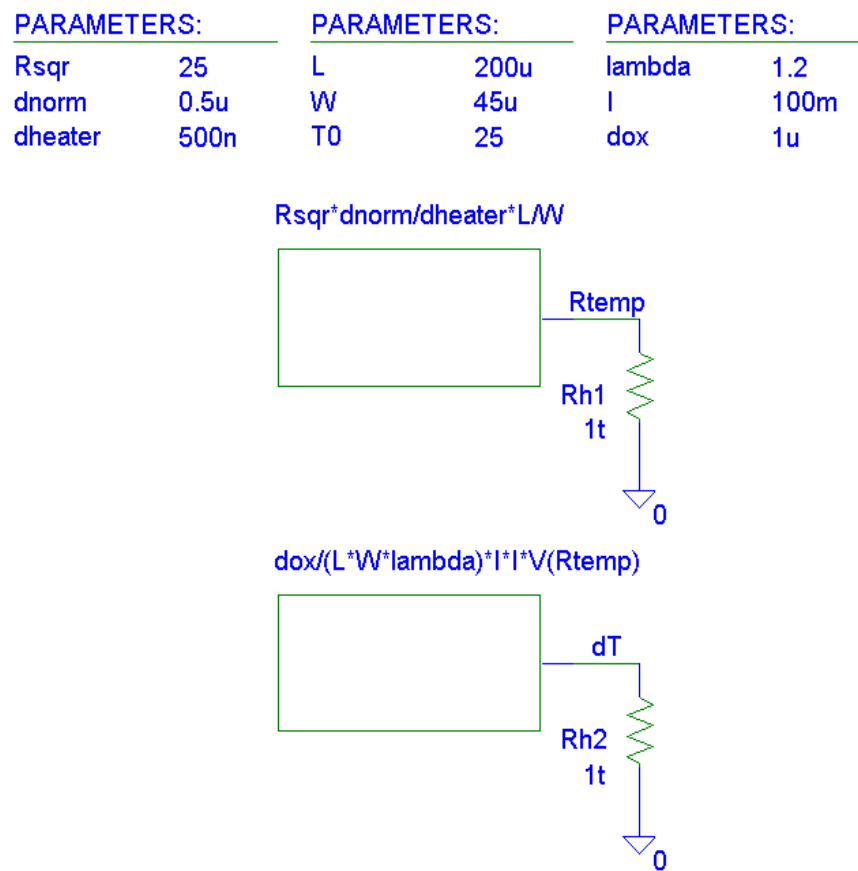 PARAMETERS: PARAMETERS: PARAMETERS:
Rsqr 25 L 200u lambda 1.2
dnorm 0.5u W 45u I 100m
dheater 500n T0 25 dox 1u
Rsqr*dnorm/dheater*L/W
Rtemp
Rh1
1t
0
dox/(L*W*lambda)*I*I*V(Rtemp)
dT
Rh2
1t
0